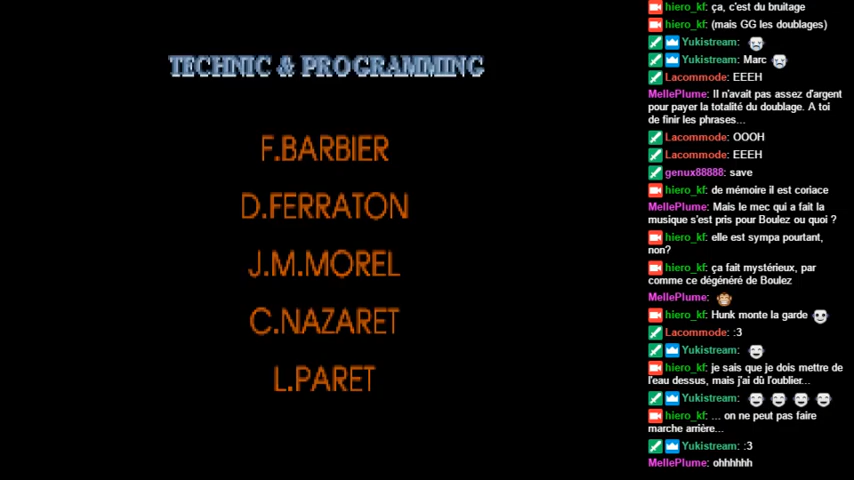 TECHNIC & PROGRAMMING
F.BARBIER
D.FERRATON
J.M.MOREL
C.NAZARET
L.PARET
hiero_kf: ça, c'est du bruitage
hiero_kf: (mais GG les doublages)
Yukistream:
Yukistream: Marc
Lacommode: EEEH
MellePlume: Il n'avait pas assez d'argent
pour payer la totalité du doublage. A toi
de finir les phrases...
Lacommode: OOOH
Lacommode: EEEH
genux88888: save
hiero_kf: de mémoire il est coriace
MellePlume: Mais le mec qui a fait la
musique s'est pris pour Boulez ou quoi ?
hiero_kf: elle est sympa pourtant,
non?
hiero_kf: ça fait mystérieux, par
comme ce dégénéré de Boulez
MellePlume:
hiero_kf: Hunk monte la garde
Lacommode: :3
Yukistream:
hiero_kf: je sais que je dois mettre de
l'eau dessus, mais j'ai dû l'oublier...
Yukistream:
hiero_kf: ... on ne peut pas faire
marche arrière...
Yukistream: :3
MellePlume: ohhhhhh